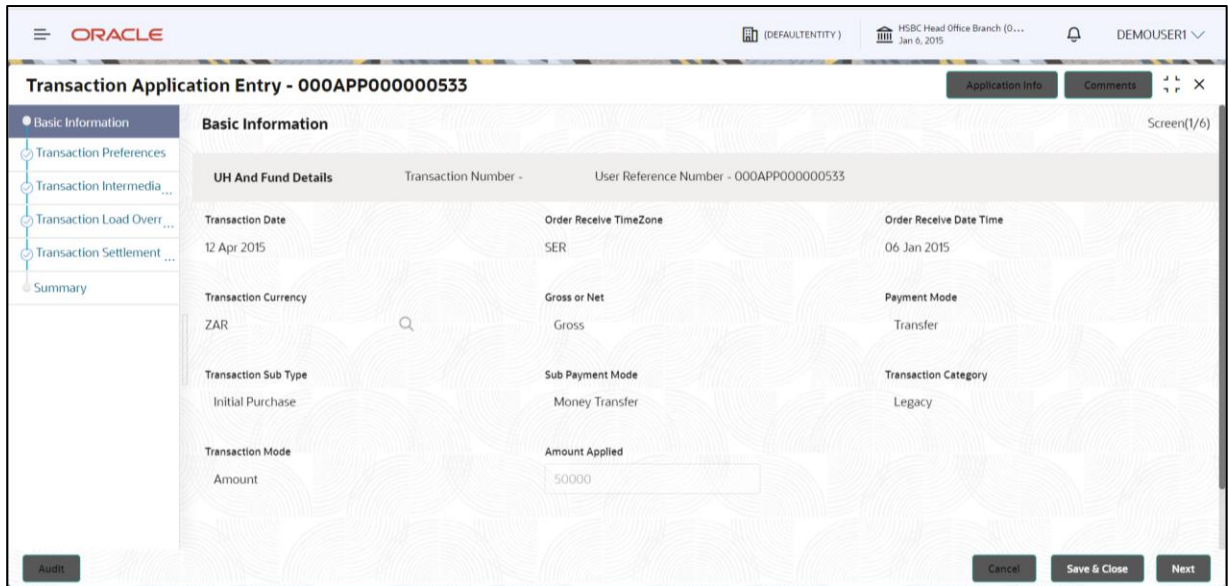 ORACLE
(DEFAULTENTITY)
HSBC Head Office Branch (0...
Jan 6, 2015
DEMOUSER1
Transaction Application Entry - 000APP000000533
Application Info
Comments
Basic Information
Transaction Preferences
Transaction Intermedia...
Transaction Load Overr...
Transaction Settlement ...
Summary
Basic Information
Screen(1/6)
UH And Fund Details
Transaction Number -
User Reference Number - 000APP000000533
Transaction Date
Order Receive TimeZone
Order Receive Date Time
12 Apr 2015
SER
06 Jan 2015
Transaction Currency
Gross or Net
Payment Mode
ZAR
Gross
Transfer
Transaction Sub Type
Sub Payment Mode
Transaction Category
Initial Purchase
Money Transfer
Legacy
Transaction Mode
Amount Applied
Amount
50000
Audit
Cancel
Save & Close
Next